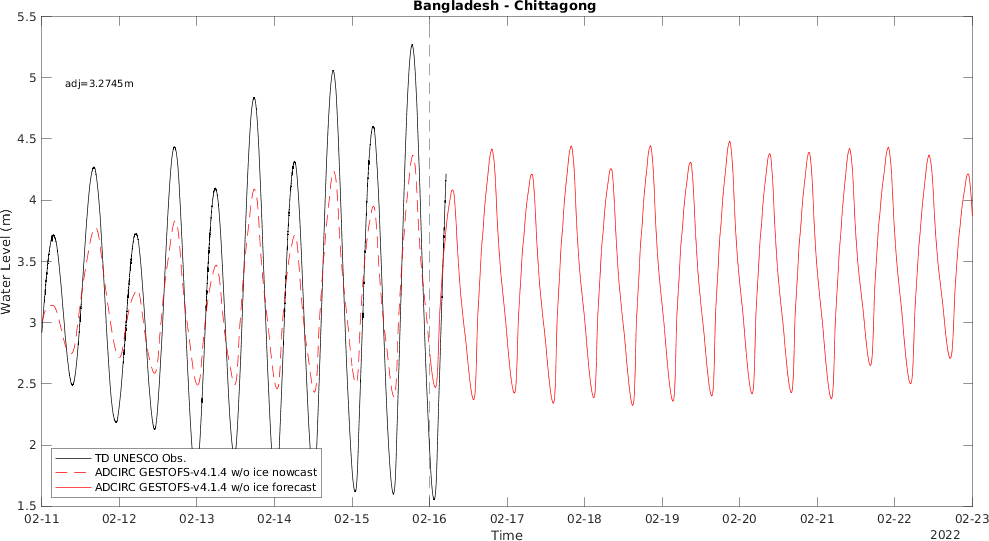 Bangladesh - Chittagong
5.5
5
4.5
4
3.5
3
2.5
2
1.5
Water Level (m)
adj=3.2745m
TD UNESCO Obs.
ADCIRC GESTOFS-v4.1.4 w/o ice nowcast
ADCIRC GESTOFS-v4.1.4 w/o ice forecast
02-11 02-12 02-13 02-14 02-15 02-16 02-17 02-18 02-19 02-20 02-21 02-22 02-23
Time
2022